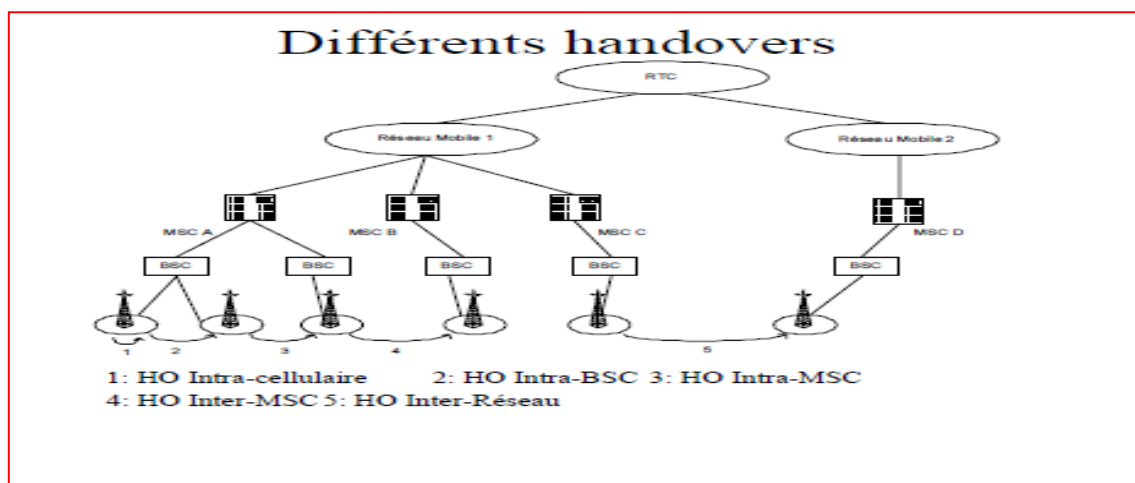 Différents handovers
RTC
Réseau Mobile 1
Réseau Mobile 2
MSC A
MSC B
MSC C
MSC D
BSC
BSC
BSC
BSC
BSC
1
2
3
4
5
1: HO Intra-cellulaire 2: HO Intra-BSC 3: HO Intra-MSC
4: HO Inter-MSC 5: HO Inter-Réseau